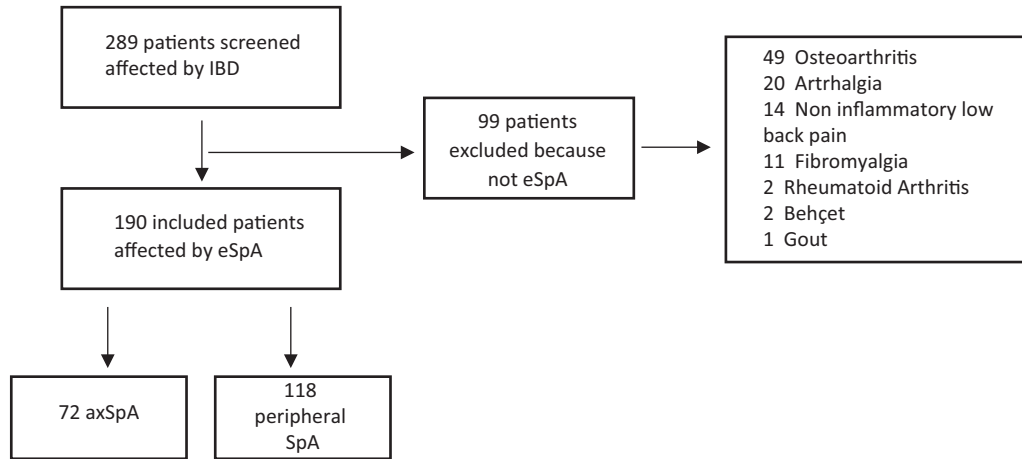 289 patients screened
affected by IBD
99 patients
excluded because
not eSpA
49 Osteoarthritis
20 Artrhalgia
14 Non inflammatory low
back pain
11 Fibromyalgia
2 Rheumatoid Arthritis
2 Behçet
1 Gout
190 included patients
affected by eSpA
72 axSpA
118
peripheral
SpA